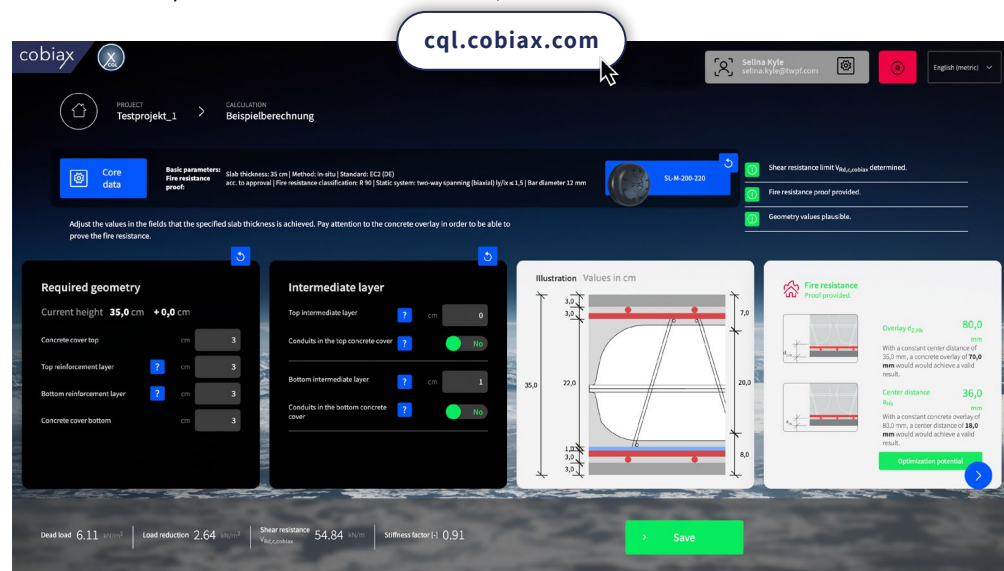 cql.cobiax.com
cobiax
CQL
Selina Kyle
selina.kyle@twpf.com
English (metric)
PROJECT
Testprojekt_1
>
CALCULATION
Beispielberechnung
Core data
Basic parameters: Slab thickness: 35 cm | Method: In-situ | Standard: EC2 (DE)
Fire resistance proof: acc. to approval | Fire resistance classification: R 90 | Static system: two-way spanning (biaxial) ly/lx ≤ 1,5 | Bar diameter 12 mm
SL-M-200-220
Shear resistance limit VRd,c,cobiax determined.
Fire resistance proof provided.
Geometry values plausible.
Adjust the values in the fields that the specified slab thickness is achieved. Pay attention to the concrete overlay in order to be able to
prove the fire resistance.
Required geometry
Current height 35,0 cm +0,0 cm
Concrete cover top cm 3
Top reinforcement layer ? cm 3
Bottom reinforcement layer ? cm 3
Concrete cover bottom cm 3
Intermediate layer
Top intermediate layer ? cm 0
Conduits in the top concrete cover ? No
Bottom intermediate layer ? cm 1
Conduits in the bottom concrete
cover ? No
Illustration Values in cm
3,0
3,0
7,0
35,0
22,0
20,0
1,0
3,0
3,0
8,0
Fire resistance
Proof provided.
Overlay d2,Hk 80,0
mm
With a constant center distance of
36,0 mm, a concrete overlay of 70,0
mm would would achieve a valid
result.
Center distance 36,0
aHk mm
With a constant concrete overlay of
80,0 mm, a center distance of 18,0
mm would would achieve a valid
result.
Optimization potential
Dead load 6.11 kN/m²
Load reduction 2.64 kN/m²
Shear resistance
VRd,c,cobiax 54.84 kN/m
Stiffness factor [-] 0.91
> Save